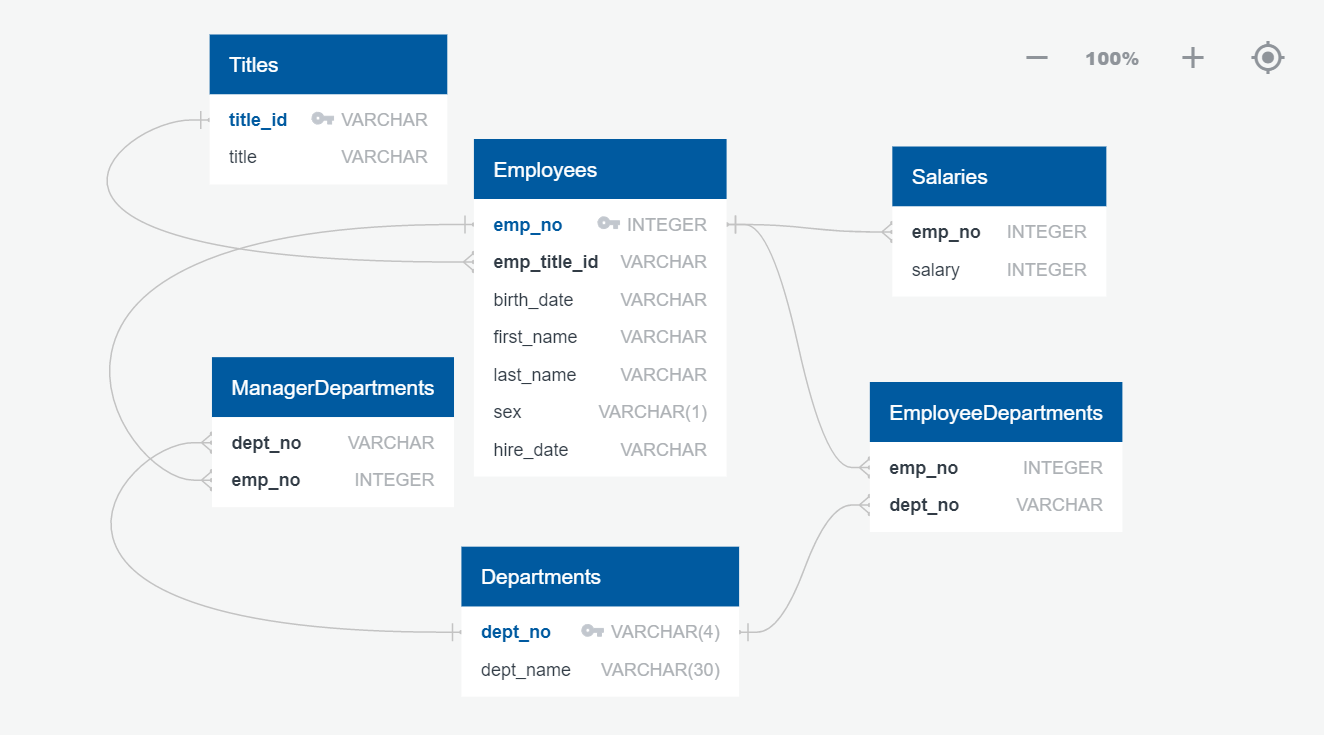 100%
Titles
title_id VARCHAR
title VARCHAR
Employees
emp_no INTEGER
emp_title_id VARCHAR
birth_date VARCHAR
first_name VARCHAR
last_name VARCHAR
sex VARCHAR(1)
hire_date VARCHAR
Salaries
emp_no INTEGER
salary INTEGER
ManagerDepartments
dept_no VARCHAR
emp_no INTEGER
EmployeeDepartments
emp_no INTEGER
dept_no VARCHAR
Departments
dept_no VARCHAR(4)
dept_name VARCHAR(30)